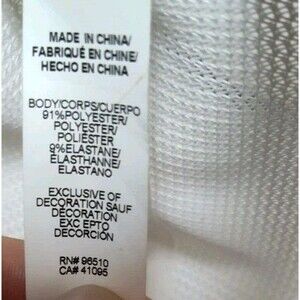 MADE IN CHINA/
FABRIQUÉ EN CHINE/
HECHO EN CHINA
BODY/CORPS/CUERPO
91%POLYESTER/
POLYESTER/
POLIÉSTER
9%ELASTANE/
ÉLASTHANNE/
ELASTANO
EXCLUSIVE OF
DECORATION SAUF
DÉCORATION
EXC EPTO
DECORCIÓN
RN# 96510
CA# 41095